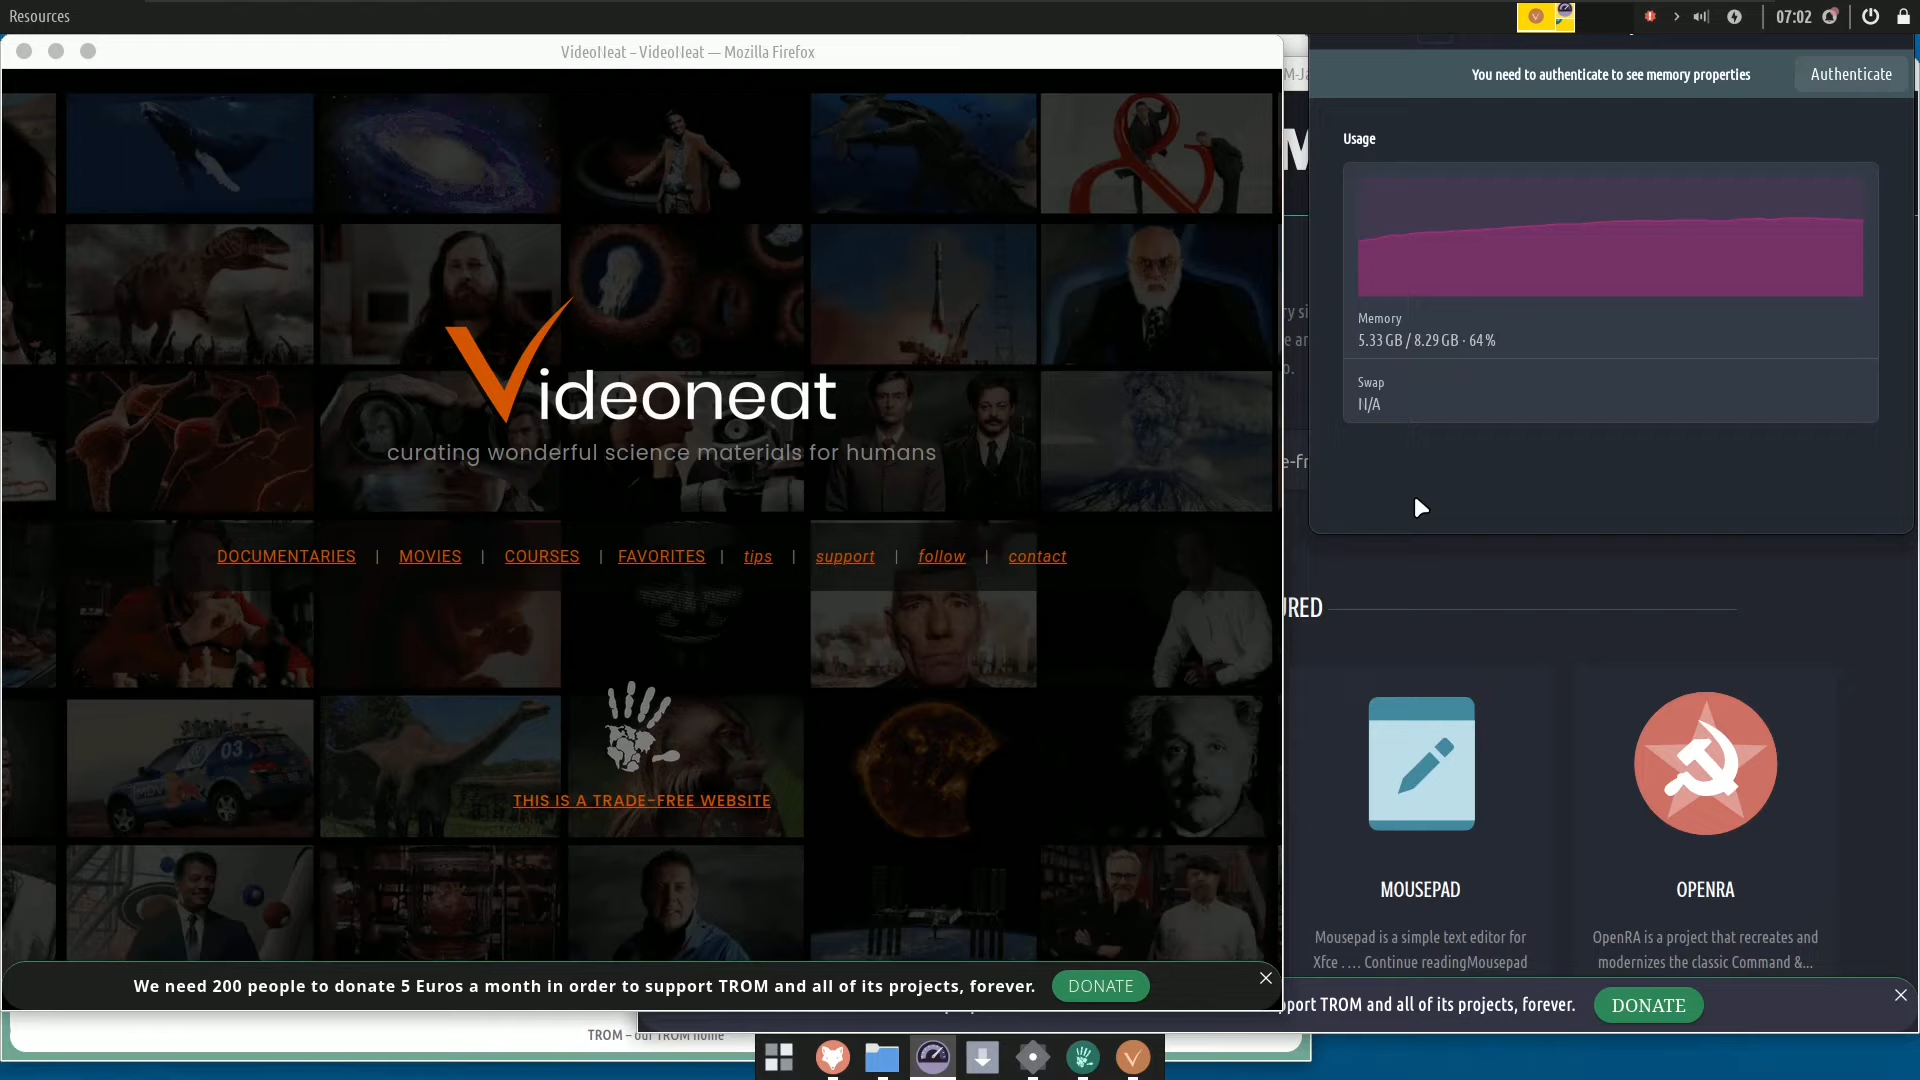 Resources
07:02
VideoNeat – VideoNeat — Mozilla Firefox
You need to authenticate to see memory properties
Authenticate
Usage
Memory
5.33 GB / 8.29 GB · 64 %
Swap
N/A
Videoneat
curating wonderful science materials for humans
DOCUMENTARIES | MOVIES | COURSES | FAVORITES | tips | support | follow | contact
03
THIS IS A TRADE-FREE WEBSITE
We need 200 people to donate 5 Euros a month in order to support TROM and all of its projects, forever.
DONATE
MOUSEPAD
Mousepad is a simple text editor for
Xfce . … Continue readingMousepad
OPENRA
OpenRA is a project that recreates and
modernizes the classic Command &...
TROM and all of its projects, forever.
DONATE
TROM – our TROM home